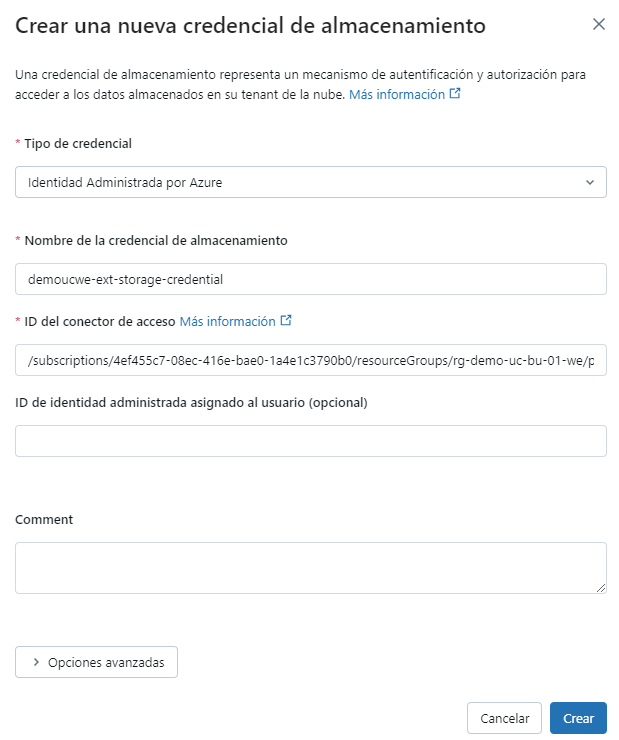 Crear una nueva credencial de almacenamiento
Una credencial de almacenamiento representa un mecanismo de autentificación y autorización para
acceder a los datos almacenados en su tenant de la nube. Más información
* Tipo de credencial
Identidad Administrada por Azure
* Nombre de la credencial de almacenamiento
demoucwe-ext-storage-credential
* ID del conector de acceso Más información
/subscriptions/4ef455c7-08ec-416e-bae0-1a4e1c3790b0/resourceGroups/rg-demo-uc-bu-01-we/p
ID de identidad administrada asignado al usuario (opcional)
Comment
Opciones avanzadas
Cancelar
Crear